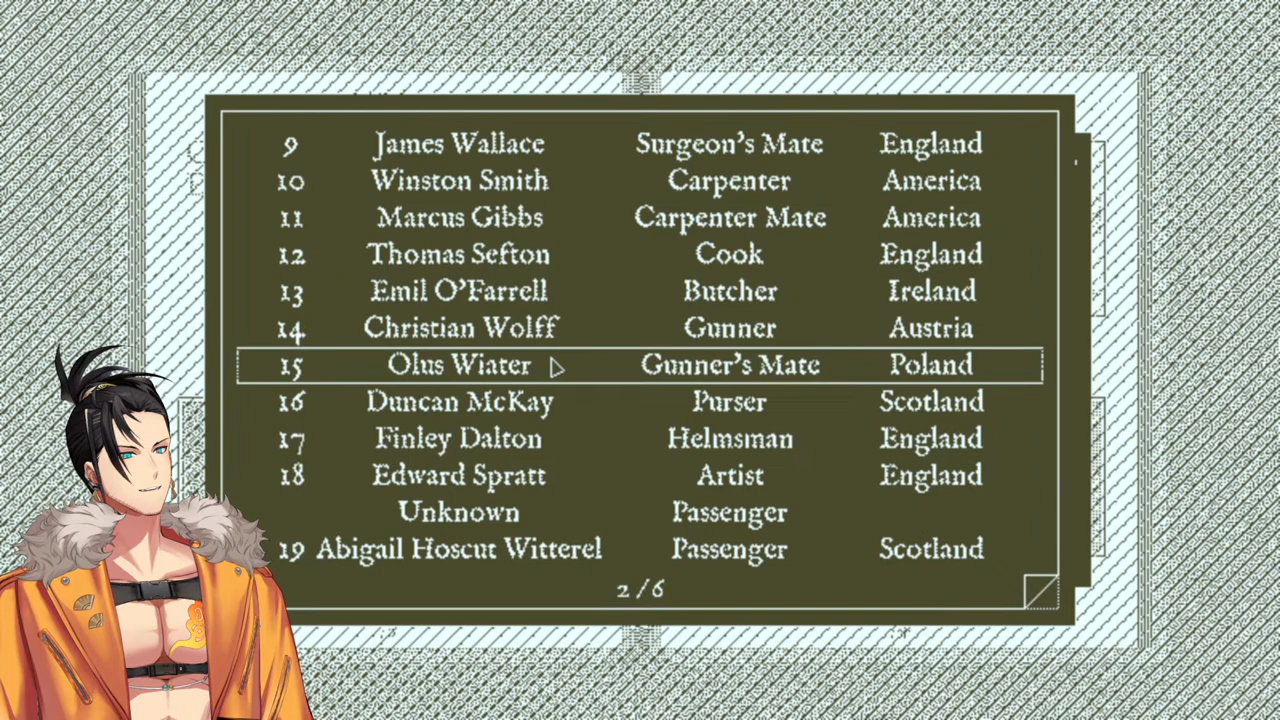 9 James Wallace Surgeon's Mate England
10 Winston Smith Carpenter America
11 Marcus Gibbs Carpenter Mate America
12 Thomas Sefton Cook England
13 Emil O'Farrell Butcher Ireland
14 Christian Wolff Gunner Austria
15 Olus Wiater Gunner's Mate Poland
16 Duncan McKay Purser Scotland
17 Finley Dalton Helmsman England
18 Edward Spratt Artist England
Unknown Passenger
19 Abigail Hoscut Witterel Passenger Scotland
2/6